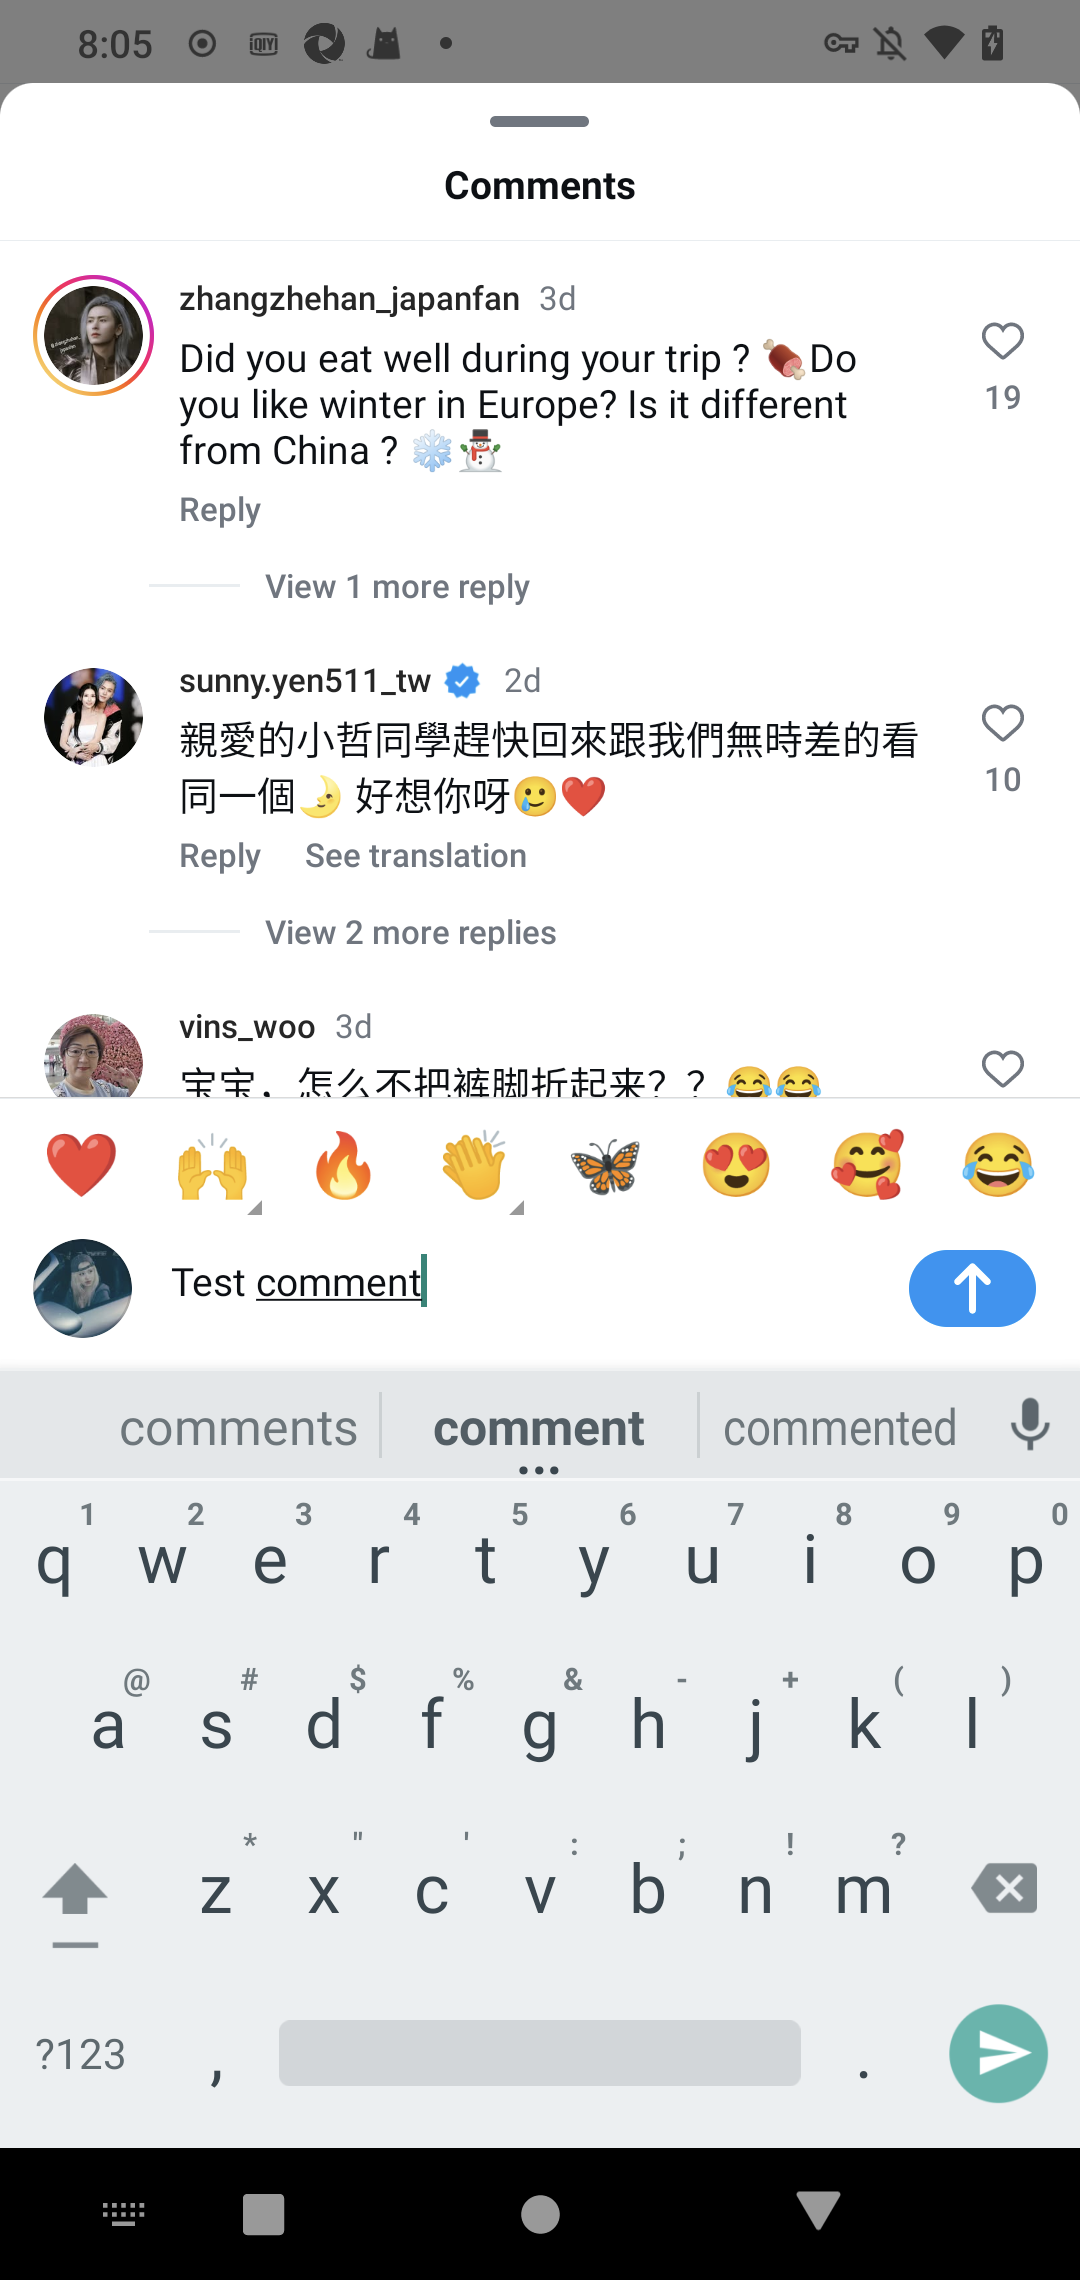 8:05
iQIYI
Comments
zhangzhehan_japanfan 3d
Did you eat well during your trip ? 🍖Do
you like winter in Europe? Is it different
from China ? ❄️☃️
19
Reply
View 1 more reply
sunny.yen511_tw 2d
親愛的小哲同學趕快回來跟我們無時差的看
同一個🌛 好想你呀🥲❤️
10
Reply See translation
View 2 more replies
vins_woo 3d
宝宝，怎么不把裤脚折起来？？😂😂
❤️ 🙌 🔥 👏 🦋 😍 🥰 😂
Test comment
comments comment commented
1 2 3 4 5 6 7 8 9 0
q w e r t y u i o p
@ # $ % & - + ( )
a s d f g h j k l
* " ' : ; ! ?
z x c v b n m
?123 , .